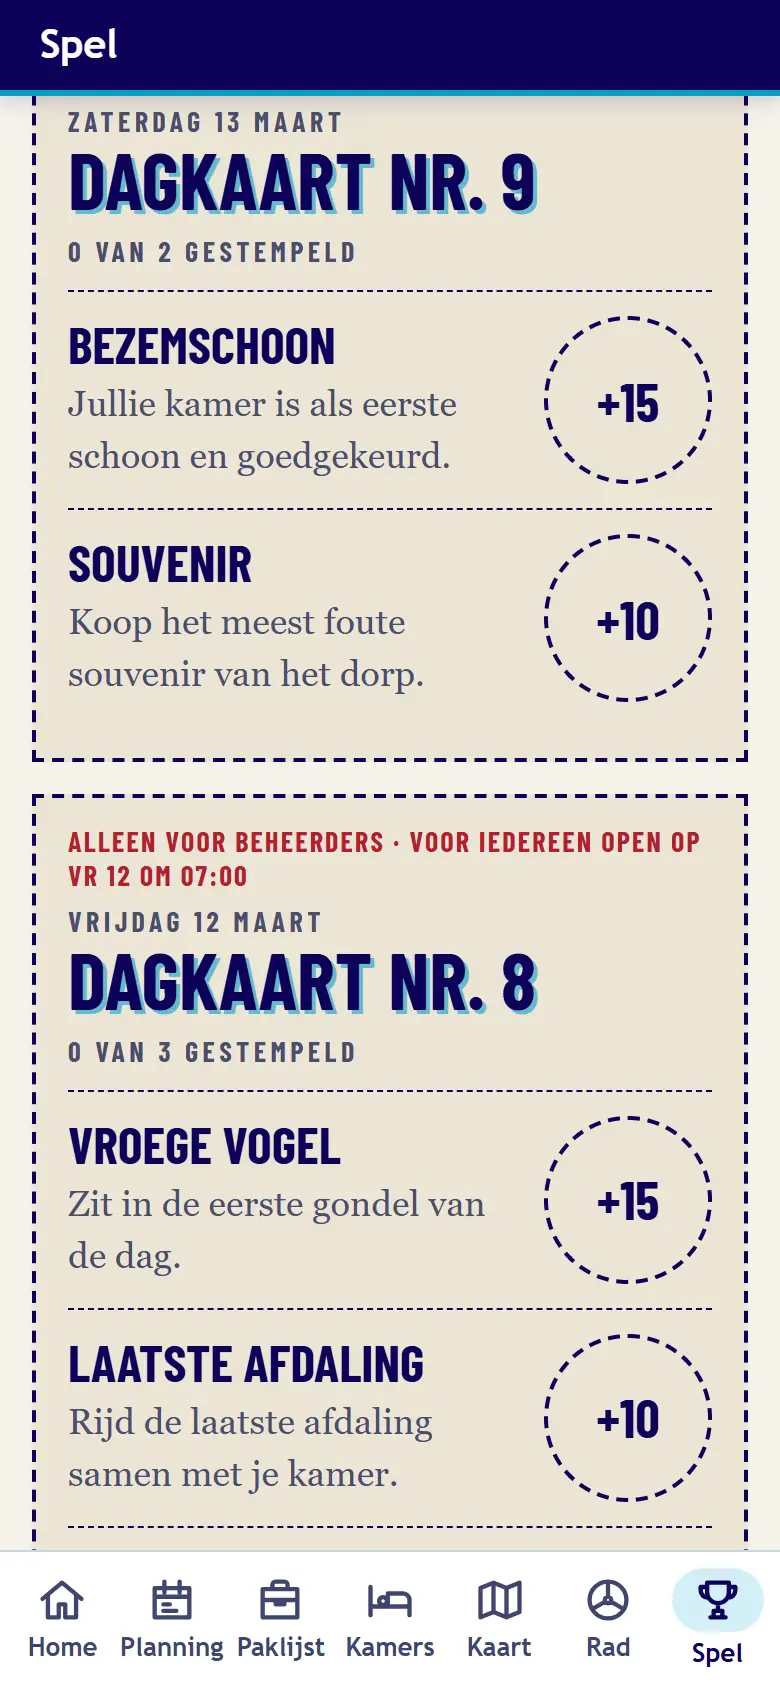 Spel
ZATERDAG 13 MAART
DAGKAART NR. 9
0 VAN 2 GESTEMPELD
BEZEMSCHOON
Jullie kamer is als eerste
schoon en goedgekeurd.
+15
SOUVENIR
Koop het meest foute
souvenir van het dorp.
+10
ALLEEN VOOR BEHEERDERS · VOOR IEDEREEN OPEN OP
VR 12 OM 07:00
VRIJDAG 12 MAART
DAGKAART NR. 8
0 VAN 3 GESTEMPELD
VROEGE VOGEL
Zit in de eerste gondel van
de dag.
+15
LAATSTE AFDALING
Rijd de laatste afdaling
samen met je kamer.
+10
Home Planning Paklijst Kamers Kaart Rad Spel